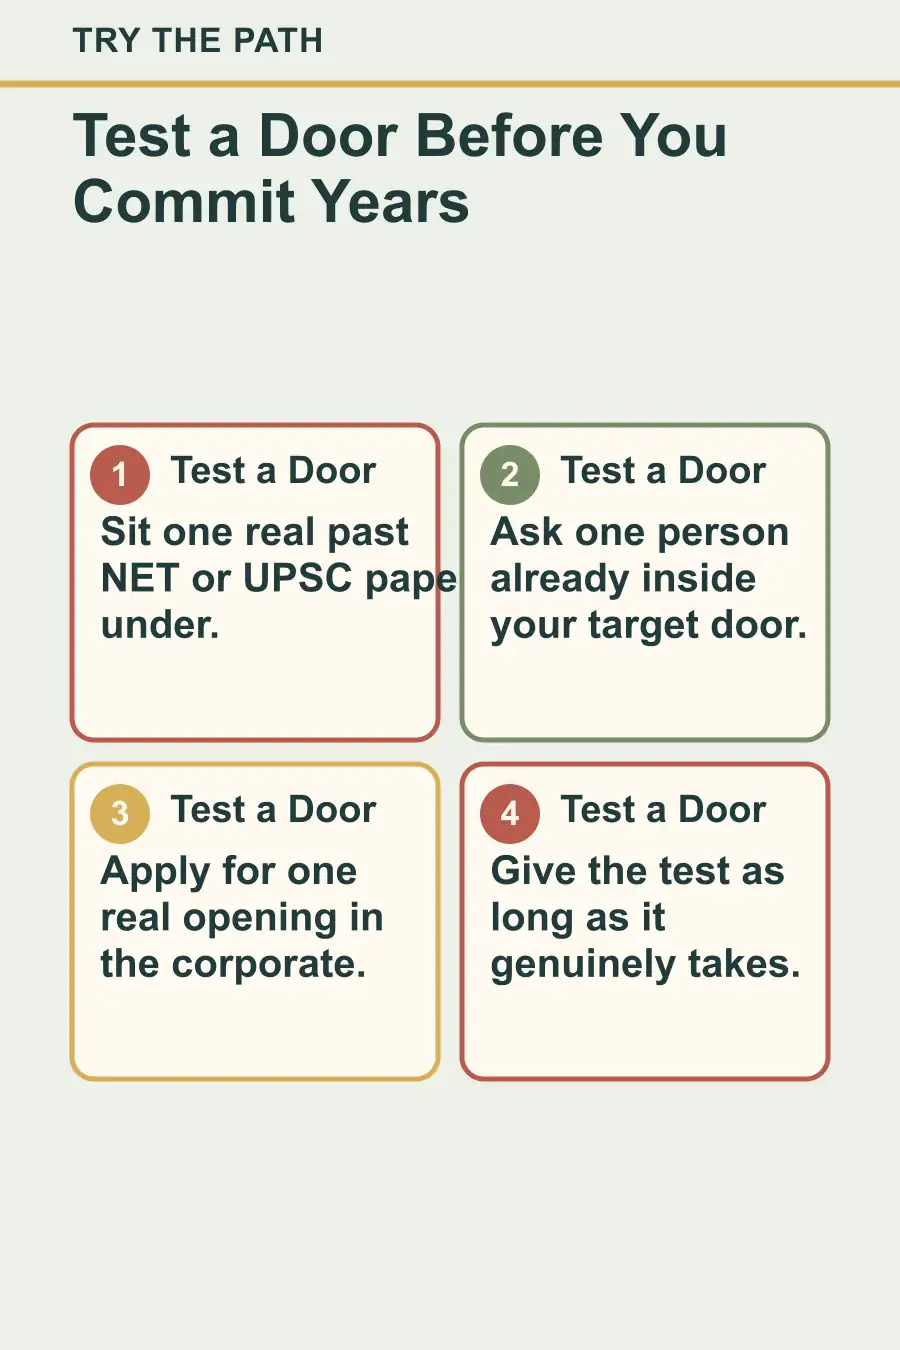 TRY THE PATH
Test a Door Before You
Commit Years
1 Test a Door
Sit one real past
NET or UPSC pape
under.
2 Test a Door
Ask one person
already inside
your target door.
3 Test a Door
Apply for one
real opening in
the corporate.
4 Test a Door
Give the test as
long as it
genuinely takes.